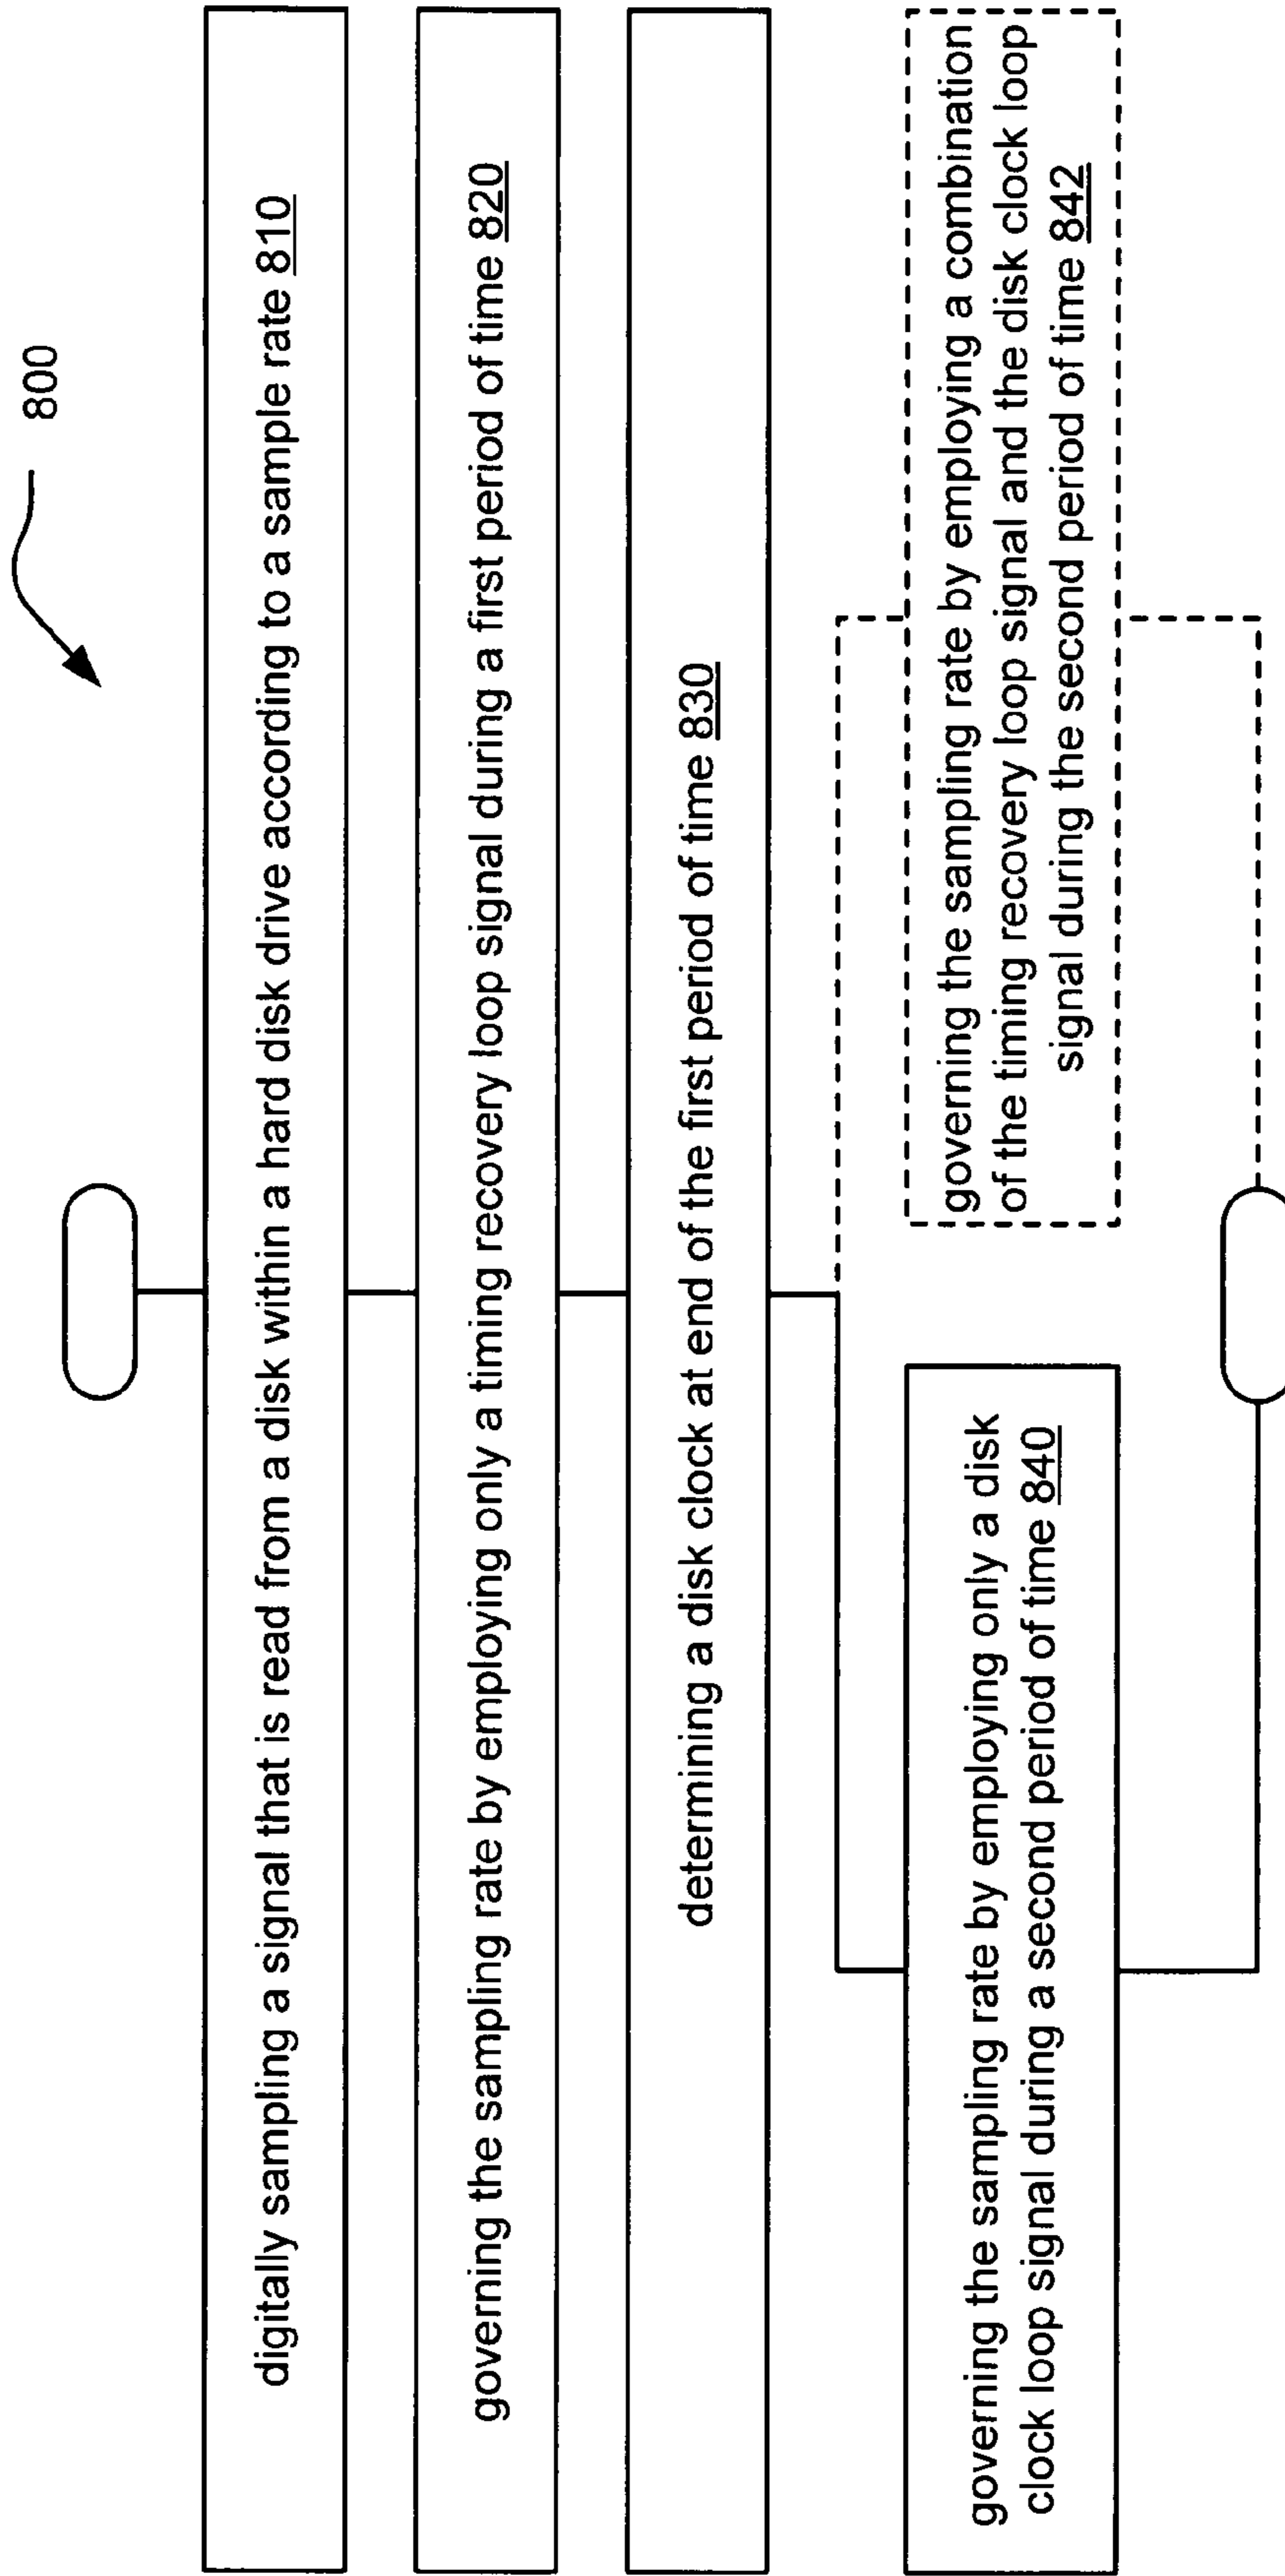 800
digitally sampling a signal that is read from a disk within a hard disk drive according to a sample rate 810
governing the sampling rate by employing only a timing recovery loop signal during a first period of time 820
determining a disk clock at end of the first period of time 830
governing the sampling rate by employing only a disk
clock loop signal during a second period of time 840
governing the sampling rate by employing a combination
of the timing recovery loop signal and the disk clock loop
signal during the second period of time 842